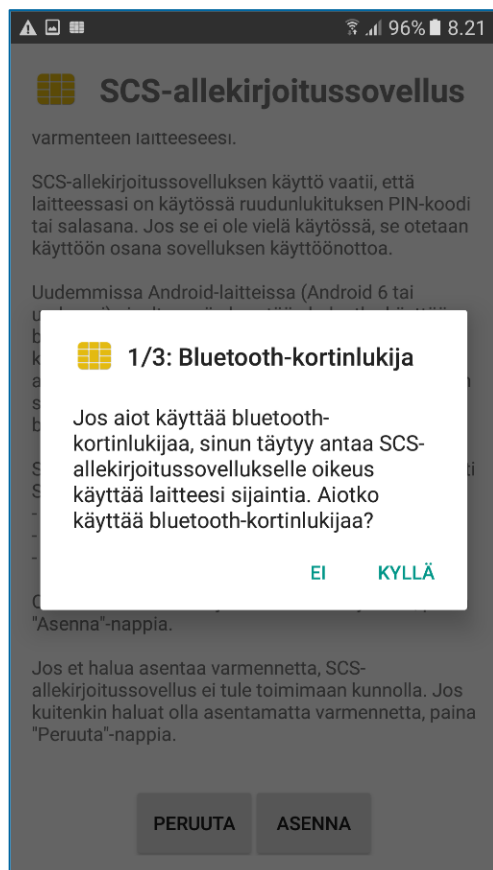 96% 8.21
SCS-allekirjoitussovellus
varmenteen laitteeseesi.
SCS-allekirjoitussovelluksen käyttö vaatii, että
laitteessasi on käytössä ruudunlukituksen PIN-koodi
tai salasana. Jos se ei ole vielä käytössä, se otetaan
käyttöön osana sovelluksen käyttöönottoa.
Uudemmissa Android-laitteissa (Android 6 tai
1/3: Bluetooth-kortinlukija
Jos aiot käyttää bluetooth-
kortinlukijaa, sinun täytyy antaa SCS-
allekirjoitussovellukselle oikeus
käyttää laitteesi sijaintia. Aiotko
käyttää bluetooth-kortinlukijaa?
EI KYLLÄ
"Asenna"-nappia.
Jos et halua asentaa varmennetta, SCS-
allekirjoitussovellus ei tule toimimaan kunnolla. Jos
kuitenkin haluat olla asentamatta varmennetta, paina
"Peruuta"-nappia.
PERUUTA ASENNA